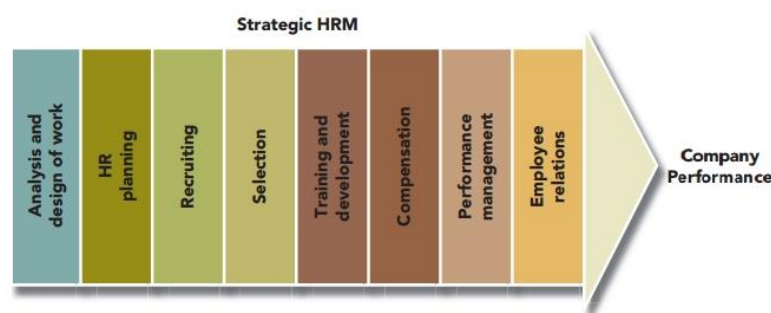 Strategic HRM
Analysis and
design of work
HR
planning
Recruiting
Selection
Training and
development
Compensation
Performance
management
Employee
relations
Company
Performance